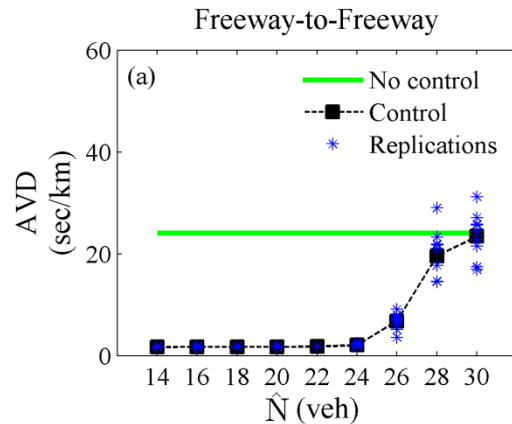 Freeway-to-Freeway
(a)
No control
Control
Replications
AVD
(sec/km)
60
40
20
0
14 16 18 20 22 24 26 28 30
N̂ (veh)